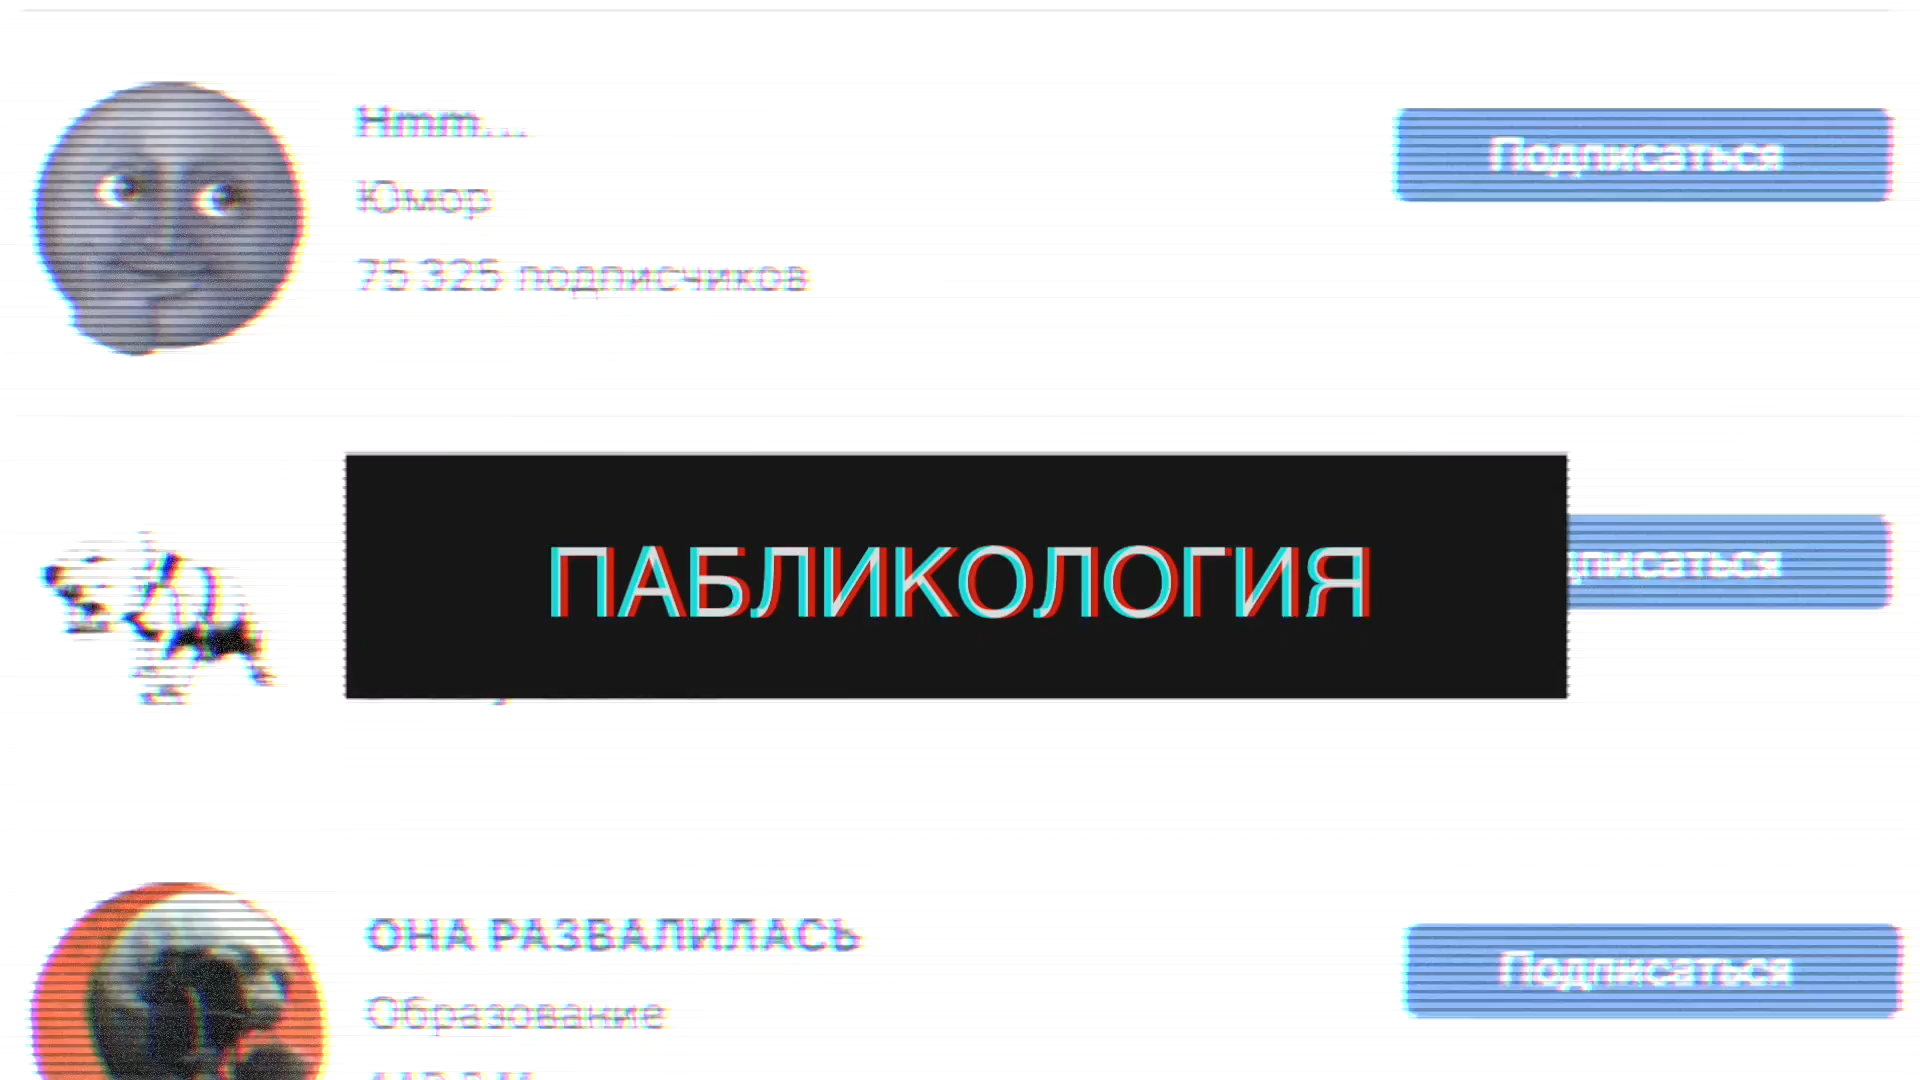 Hmm...
Подписаться
Юмор
75 325 подписчиков
ПАБЛИКОЛОГИЯ
ОНА РАЗВАЛИЛАСЬ
Подписаться
Образование